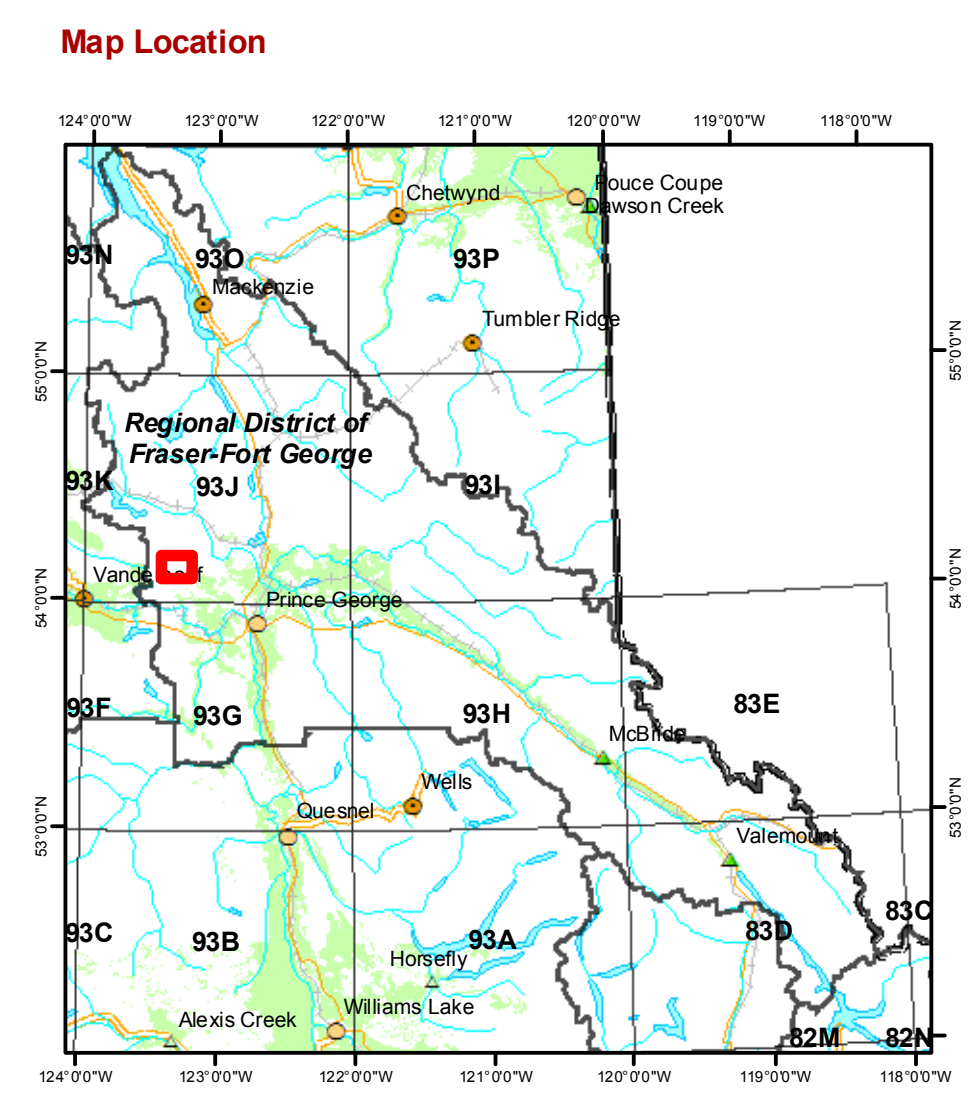 Map Location
124°0'0"W 123°0'0"W 122°0'0"W 121°0'0"W 120°0'0"W 119°0'0"W 118°0'0"W
Pouce Coupe
Chetwynd
Dawson Creek
93N 93O 93P
Mackenzie
Tumbler Ridge
55°0'0"N 55°0'0"N
Regional District of
Fraser-Fort George
93K 93J 93I
54°0'0"N 54°0'0"N
Prince George
93F 93G 93H 83E
McBride
Wells
Quesnel
53°0'0"N 53°0'0"N
Valemount
93C 93B 93A 83D 83C
Horsefly
Williams Lake
Alexis Creek
82M 82N
124°0'0"W 123°0'0"W 122°0'0"W 121°0'0"W 120°0'0"W 119°0'0"W 118°0'0"W